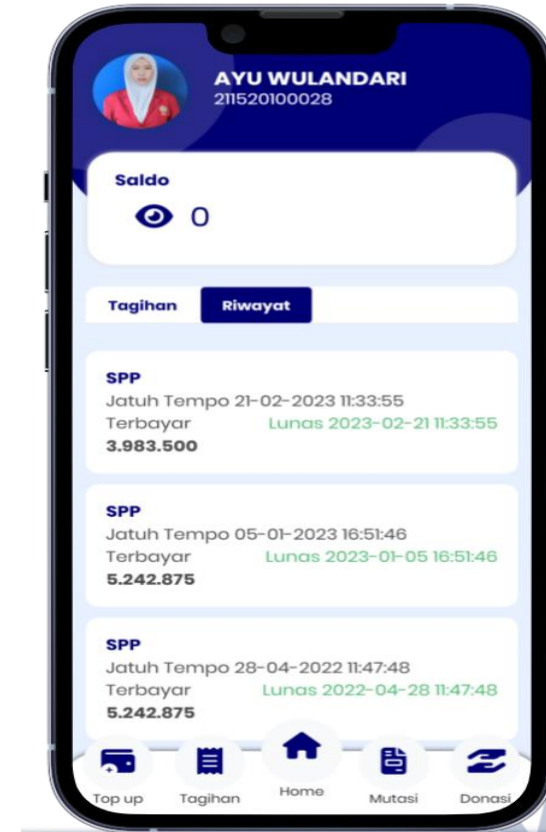 AYU WULANDARI
211520100028
Saldo
0
Tagihan Riwayat
SPP
Jatuh Tempo 21-02-2023 11:33:55
Terbayar Lunas 2023-02-21 11:33:55
3.983.500
SPP
Jatuh Tempo 05-01-2023 16:51:46
Terbayar Lunas 2023-01-05 16:51:46
5.242.875
SPP
Jatuh Tempo 28-04-2022 11:47:48
Terbayar Lunas 2022-04-28 11:47:48
5.242.875
Top up Tagihan Home Mutasi Donasi